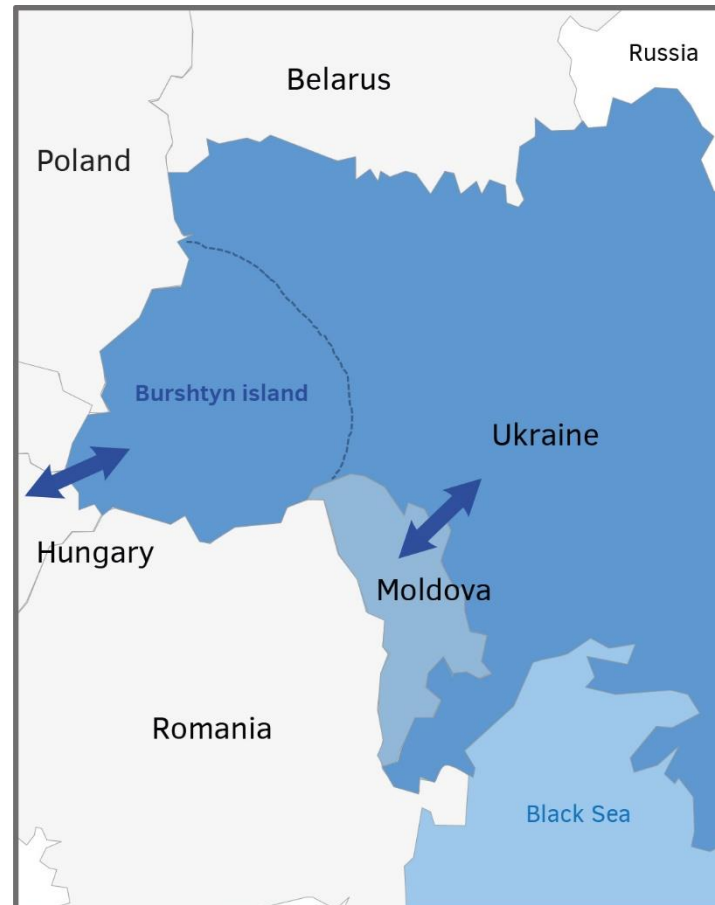 Russia
Belarus
Poland
Burshtyn island
Ukraine
Hungary
Moldova
Romania
Black Sea